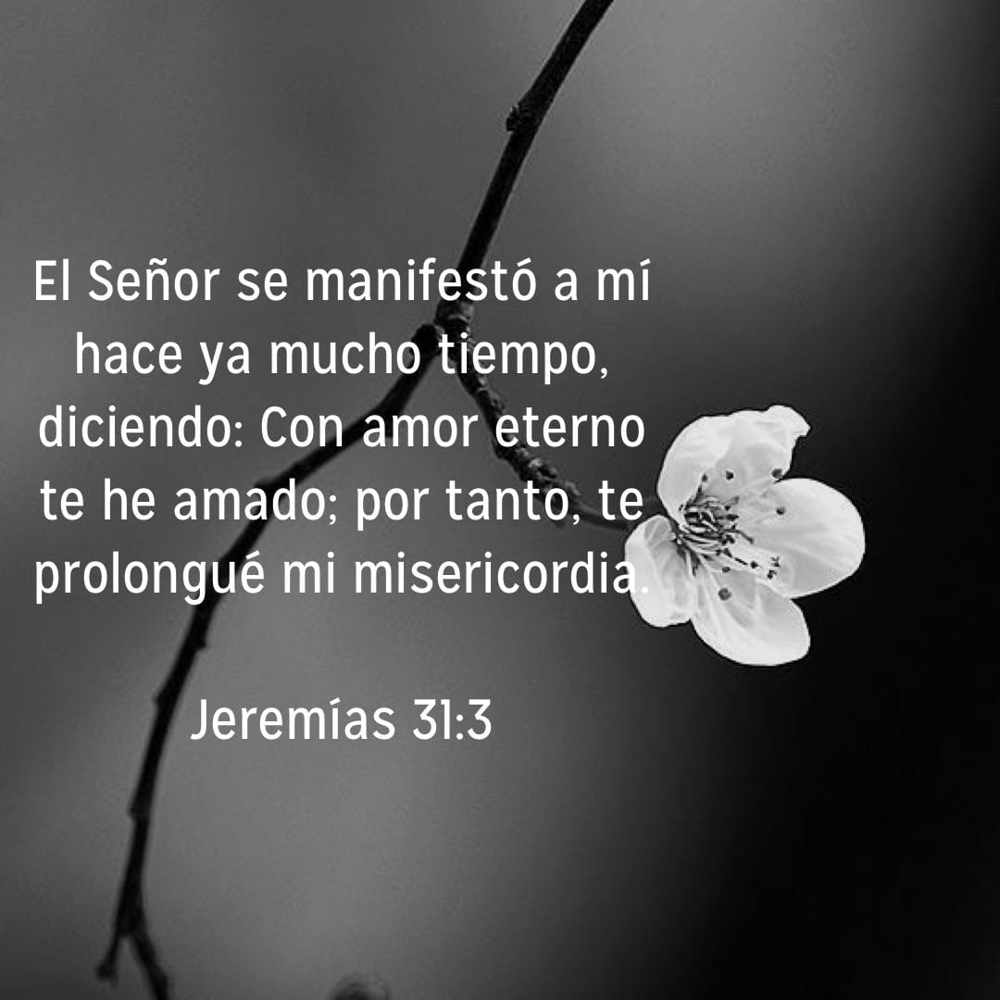 El Señor se manifestó a mí
hace ya mucho tiempo,
diciendo: Con amor eterno
te he amado; por tanto, te
prolongué mi misericordia.
Jeremías 31:3